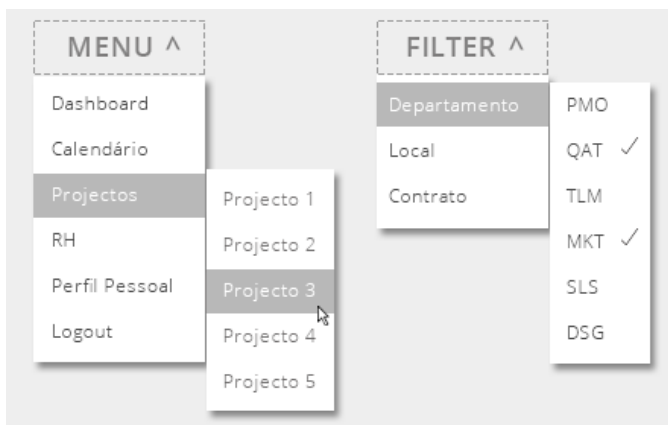 MENU ^
Dashboard
Calendário
Projectos
RH
Perfil Pessoal
Logout
Projecto 1
Projecto 2
Projecto 3
Projecto 4
Projecto 5
FILTER ^
Departamento
Local
Contrato
PMO
QAT ✓
TLM
MKT ✓
SLS
DSG